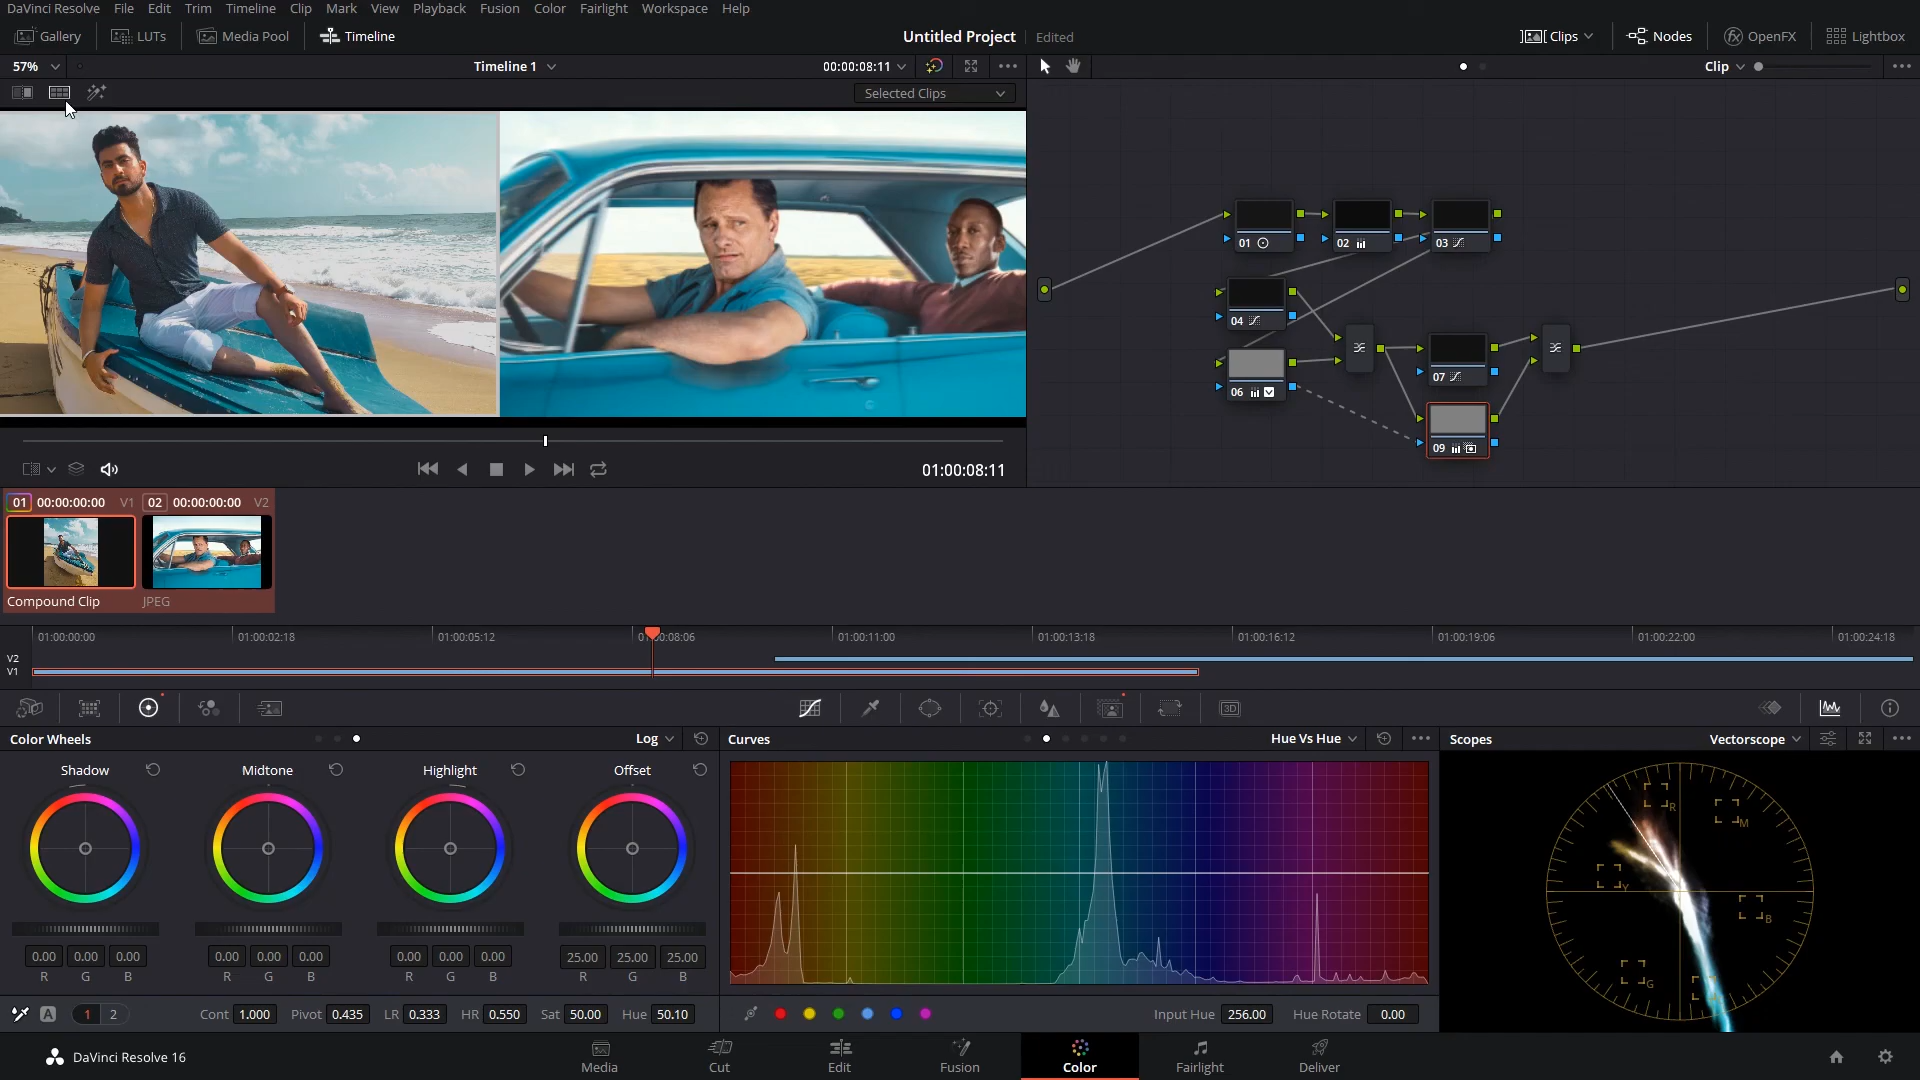 DaVinci Resolve File Edit Trim Timeline Clip Mark View Playback Fusion Color Fairlight Workspace Help
Gallery LUTs Media Pool Timeline Untitled Project Edited Clips Nodes OpenFX Lightbox
57% Timeline 1 00:00:08:11 Clip
Selected Clips
01 02 03
04
06 07
09
01:00:08:11
01 00:00:00:00 V1 02 00:00:00:00 V2
Compound Clip JPEG
01:00:00:00 01:00:02:18 01:00:05:12 01:00:08:06 01:00:11:00 01:00:13:18 01:00:16:12 01:00:19:06 01:00:22:00 01:00:24:18
V2
V1
3D
Color Wheels Log Curves Hue Vs Hue Scopes Vectorscope
Shadow Midtone Highlight Offset
R M
Y B
G
0.00 0.00 0.00 0.00 0.00 0.00 0.00 0.00 0.00 25.00 25.00 25.00
R G B R G B R G B R G B
A 1 2 Cont 1.000 Pivot 0.435 LR 0.333 HR 0.550 Sat 50.00 Hue 50.10 Input Hue 256.00 Hue Rotate 0.00
DaVinci Resolve 16 Media Cut Edit Fusion Color Fairlight Deliver